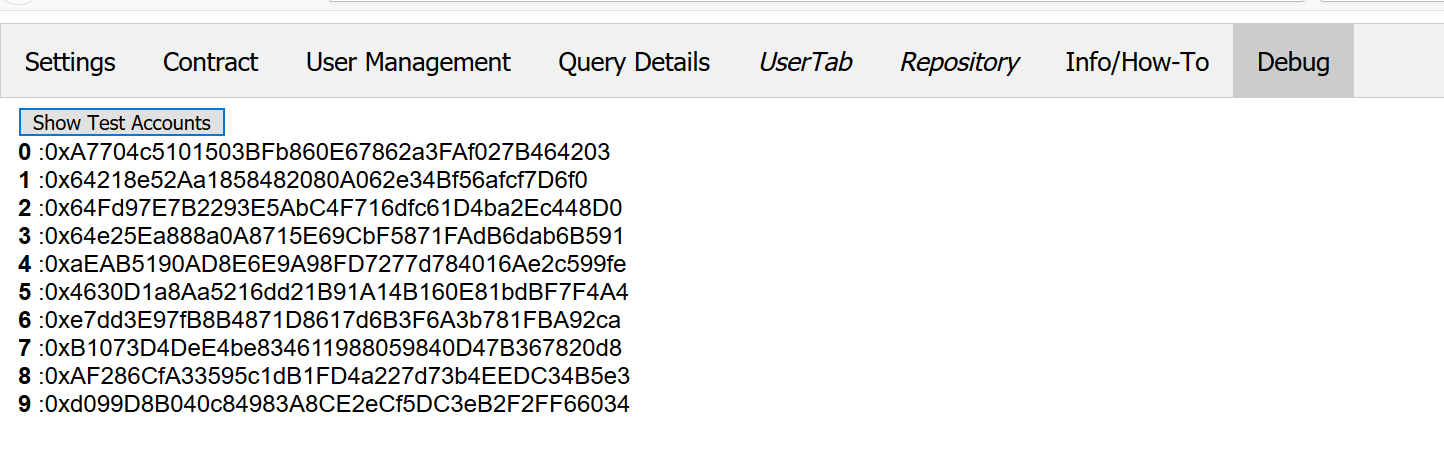 Settings Contract User Management Query Details UserTab Repository Info/How-To Debug
Show Test Accounts
0 :0xA7704c5101503BFb860E67862a3FAf027B464203
1 :0x64218e52Aa1858482080A062e34Bf56afcf7D6f0
2 :0x64Fd97E7B2293E5AbC4F716dfc61D4ba2Ec448D0
3 :0x64e25Ea888a0A8715E69CbF5871FAdB6dab6B591
4 :0xaEAB5190AD8E6E9A98FD7277d784016Ae2c599fe
5 :0x4630D1a8Aa5216dd21B91A14B160E81bdBF7F4A4
6 :0xe7dd3E97fB8B4871D8617d6B3F6A3b781FBA92ca
7 :0xB1073D4DeE4be834611988059840D47B367820d8
8 :0xAF286CfA33595c1dB1FD4a227d73b4EEDC34B5e3
9 :0xd099D8B040c84983A8CE2eCf5DC3eB2F2FF66034